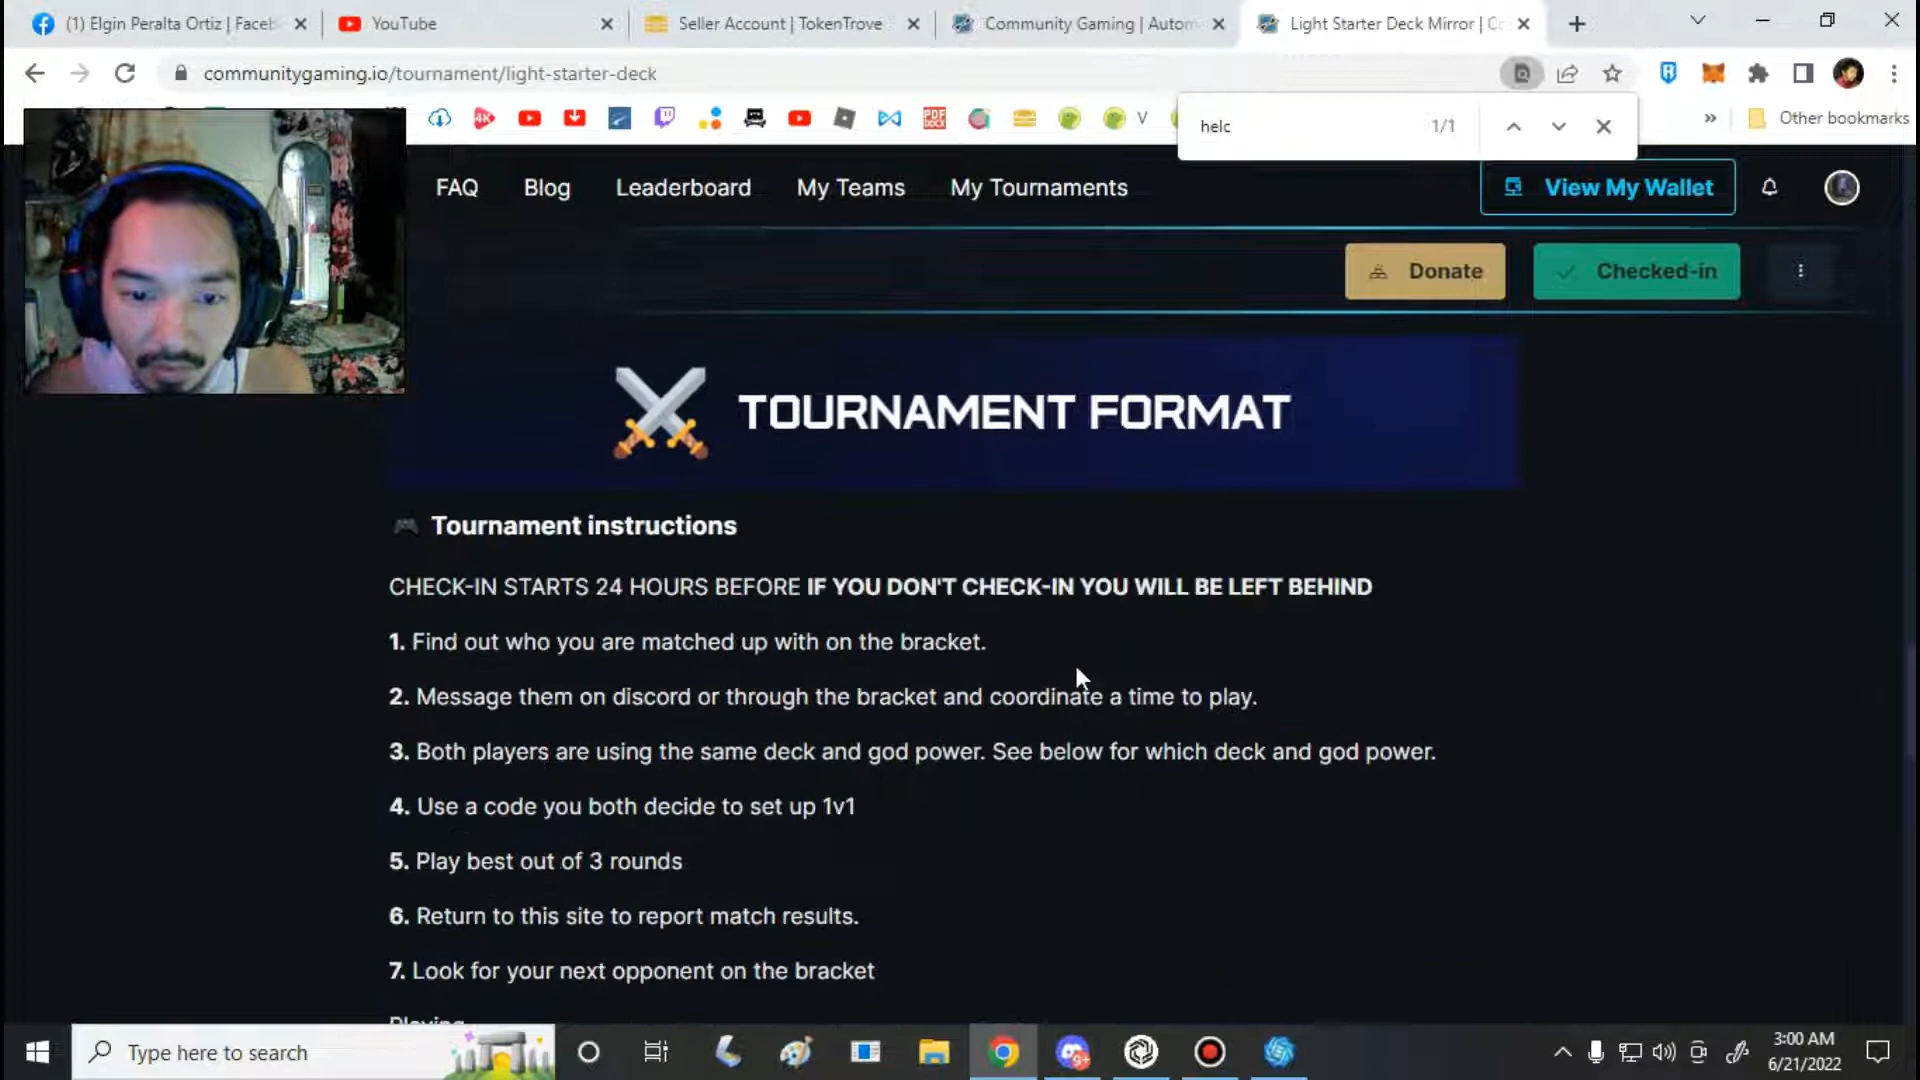 (1) Elgin Peralta Ortiz | Faceb
YouTube
Seller Account | TokenTrove
Community Gaming | Autom
Light Starter Deck Mirror | C
communitygaming.io/tournament/light-starter-deck
4K
PDF
DOCX
V
Other bookmarks
helc
1/1
FAQ
Blog
Leaderboard
My Teams
My Tournaments
View My Wallet
Donate
Checked-in
TOURNAMENT FORMAT
Tournament instructions
CHECK-IN STARTS 24 HOURS BEFORE IF YOU DON'T CHECK-IN YOU WILL BE LEFT BEHIND
1. Find out who you are matched up with on the bracket.
2. Message them on discord or through the bracket and coordinate a time to play.
3. Both players are using the same deck and god power. See below for which deck and god power.
4. Use a code you both decide to set up 1v1
5. Play best out of 3 rounds
6. Return to this site to report match results.
7. Look for your next opponent on the bracket
Playing
Type here to search
9+
3:00 AM
6/21/2022